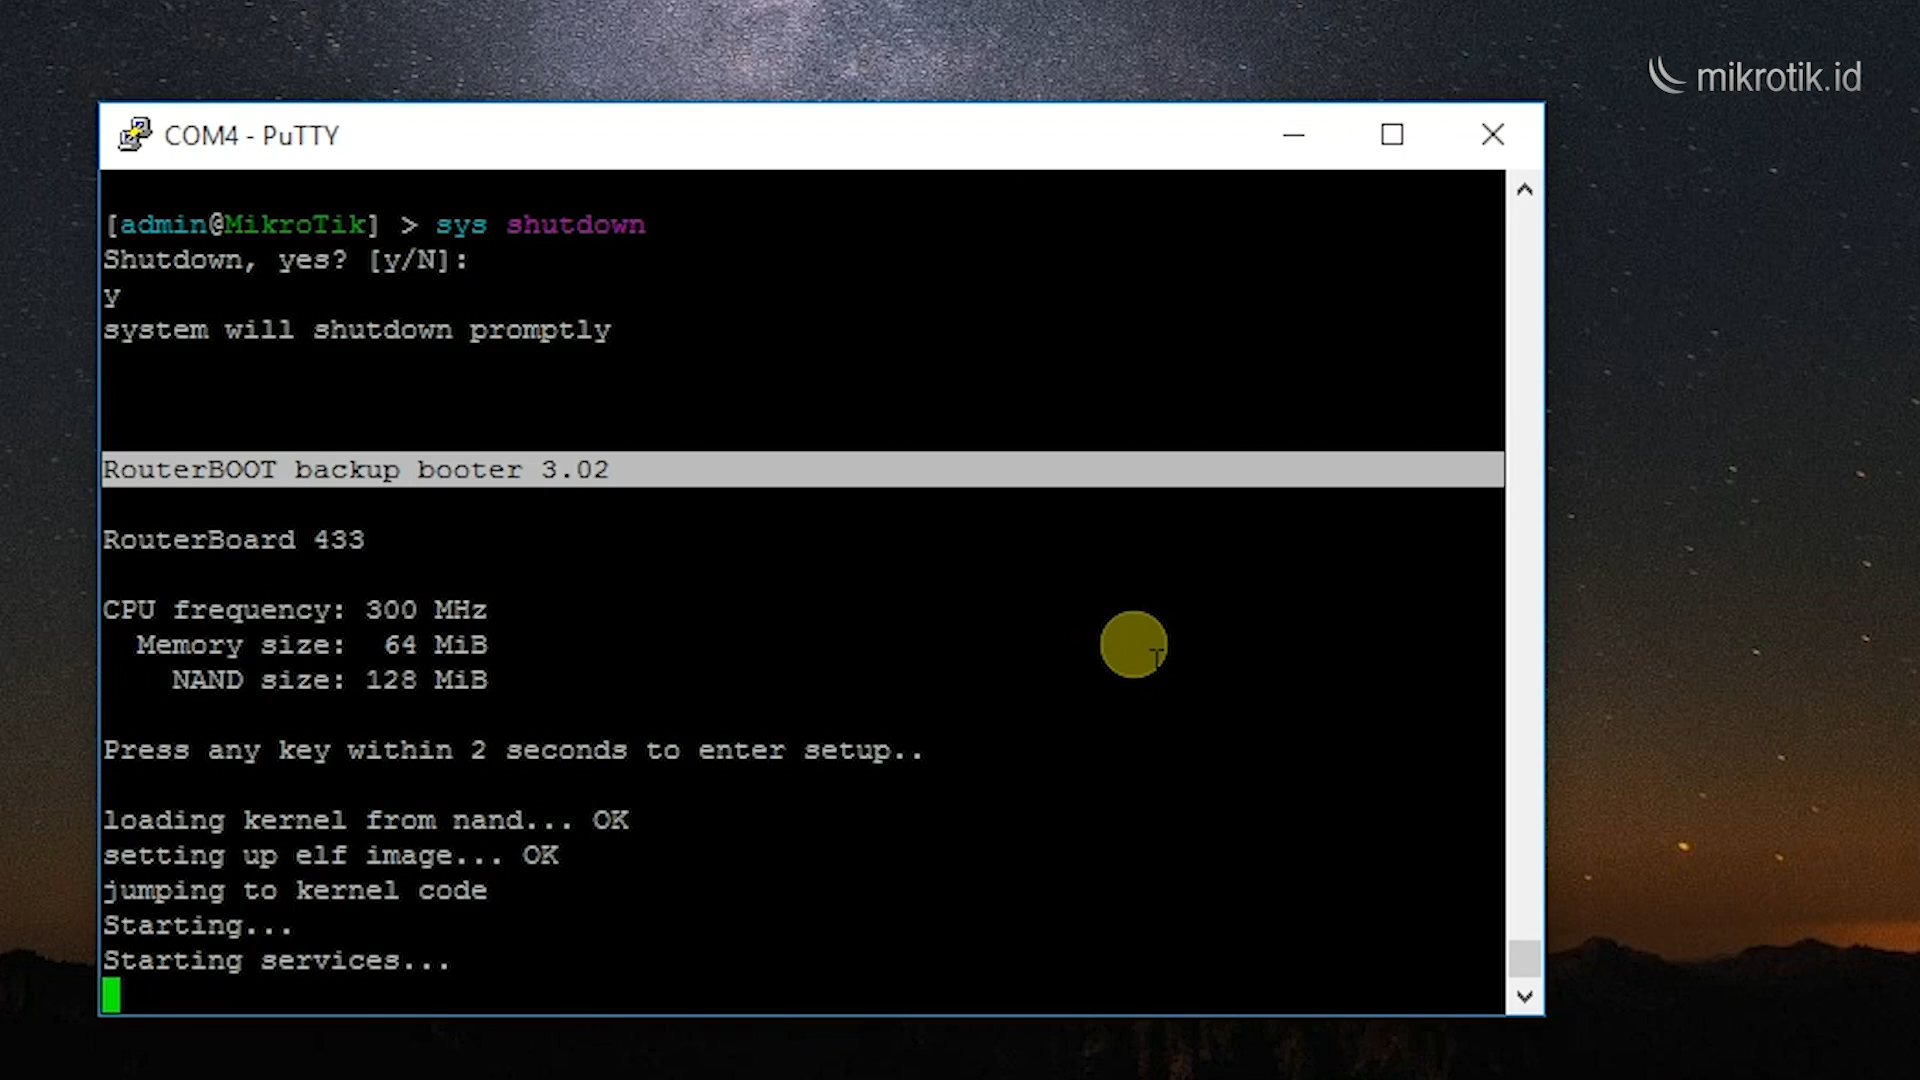 mikrotik.id
COM4 - PuTTY
[admin@MikroTik] > sys shutdown
Shutdown, yes? [y/N]:
y
system will shutdown promptly
RouterBOOT backup booter 3.02
RouterBoard 433
CPU frequency: 300 MHz
Memory size: 64 MiB
NAND size: 128 MiB
Press any key within 2 seconds to enter setup..
loading kernel from nand... OK
setting up elf image... OK
jumping to kernel code
Starting...
Starting services...